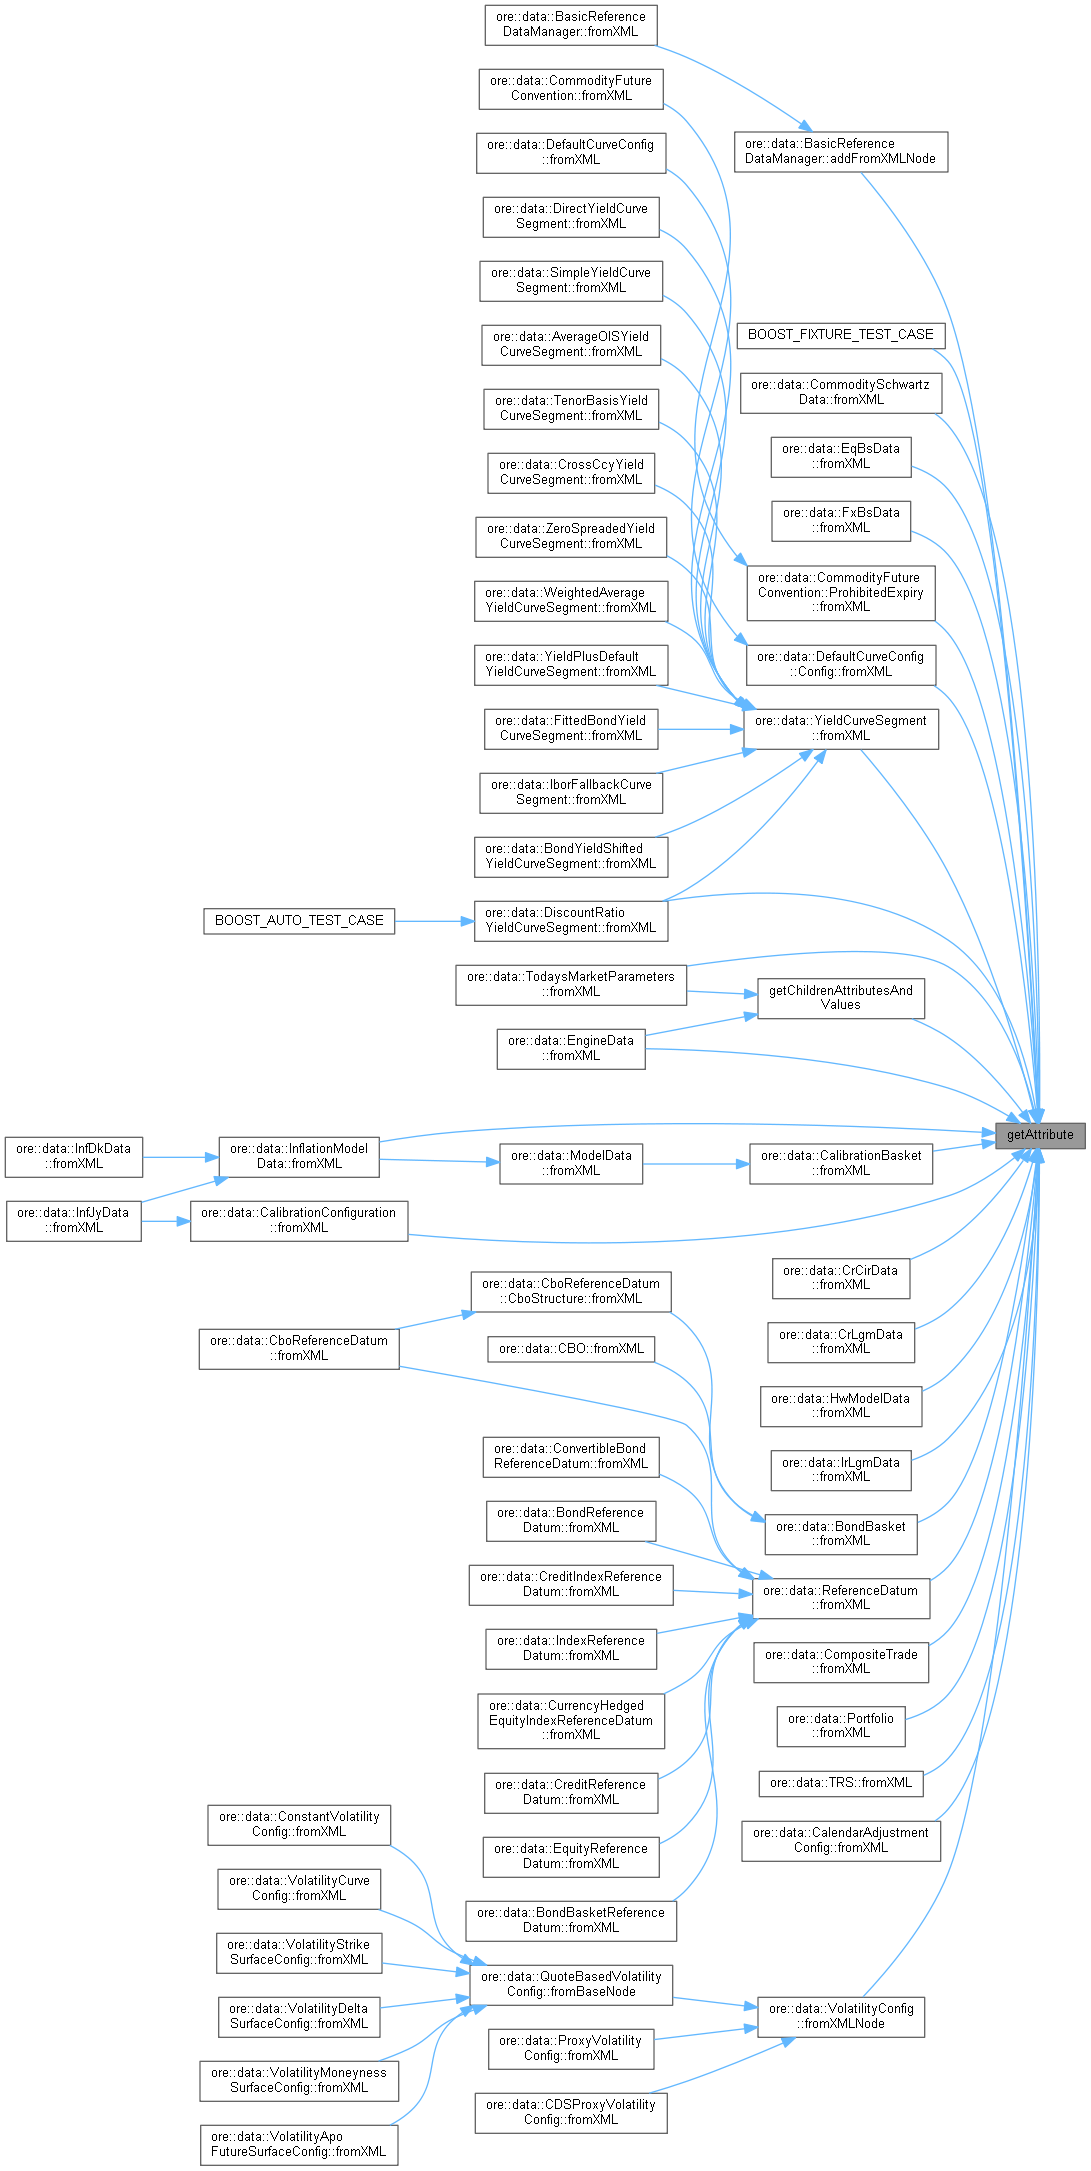 ore::data::BasicReference
DataManager::fromXML
ore::data::CommodityFuture
Convention::fromXML
ore::data::DefaultCurveConfig
::fromXML
ore::data::BasicReference
DataManager::addFromXMLNode
ore::data::DirectYieldCurve
Segment::fromXML
ore::data::SimpleYieldCurve
Segment::fromXML
ore::data::AverageOISYield
CurveSegment::fromXML
BOOST_FIXTURE_TEST_CASE
ore::data::TenorBasisYield
CurveSegment::fromXML
ore::data::CommoditySchwartz
Data::fromXML
ore::data::CrossCcyYield
CurveSegment::fromXML
ore::data::EqBsData
::fromXML
ore::data::ZeroSpreadedYield
CurveSegment::fromXML
ore::data::FxBsData
::fromXML
ore::data::WeightedAverage
YieldCurveSegment::fromXML
ore::data::CommodityFuture
Convention::ProhibitedExpiry
::fromXML
ore::data::YieldPlusDefault
YieldCurveSegment::fromXML
ore::data::DefaultCurveConfig
::Config::fromXML
ore::data::FittedBondYield
CurveSegment::fromXML
ore::data::YieldCurveSegment
::fromXML
ore::data::IborFallbackCurve
Segment::fromXML
ore::data::BondYieldShifted
YieldCurveSegment::fromXML
BOOST_AUTO_TEST_CASE
ore::data::DiscountRatio
YieldCurveSegment::fromXML
ore::data::TodaysMarketParameters
::fromXML
getChildrenAttributesAnd
Values
ore::data::EngineData
::fromXML
getAttribute
ore::data::InfDkData
::fromXML
ore::data::InflationModel
Data::fromXML
ore::data::ModelData
::fromXML
ore::data::CalibrationBasket
::fromXML
ore::data::InfJyData
::fromXML
ore::data::CalibrationConfiguration
::fromXML
ore::data::CrCirData
::fromXML
ore::data::CboReferenceDatum
::CboStructure::fromXML
ore::data::CboReferenceDatum
::fromXML
ore::data::CBO::fromXML
ore::data::CrLgmData
::fromXML
ore::data::HwModelData
::fromXML
ore::data::ConvertibleBond
ReferenceDatum::fromXML
ore::data::IrLgmData
::fromXML
ore::data::BondReference
Datum::fromXML
ore::data::BondBasket
::fromXML
ore::data::CreditIndexReference
Datum::fromXML
ore::data::ReferenceDatum
::fromXML
ore::data::IndexReference
Datum::fromXML
ore::data::CompositeTrade
::fromXML
ore::data::CurrencyHedged
EquityIndexReferenceDatum
::fromXML
ore::data::Portfolio
::fromXML
ore::data::CreditReference
Datum::fromXML
ore::data::TRS::fromXML
ore::data::ConstantVolatility
Config::fromXML
ore::data::EquityReference
Datum::fromXML
ore::data::CalendarAdjustment
Config::fromXML
ore::data::VolatilityCurve
Config::fromXML
ore::data::BondBasketReference
Datum::fromXML
ore::data::VolatilityStrike
SurfaceConfig::fromXML
ore::data::QuoteBasedVolatility
Config::fromBaseNode
ore::data::VolatilityDelta
SurfaceConfig::fromXML
ore::data::VolatilityConfig
::fromXMLNode
ore::data::ProxyVolatility
Config::fromXML
ore::data::VolatilityMoneyness
SurfaceConfig::fromXML
ore::data::CDSProxyVolatility
Config::fromXML
ore::data::VolatilityApo
FutureSurfaceConfig::fromXML